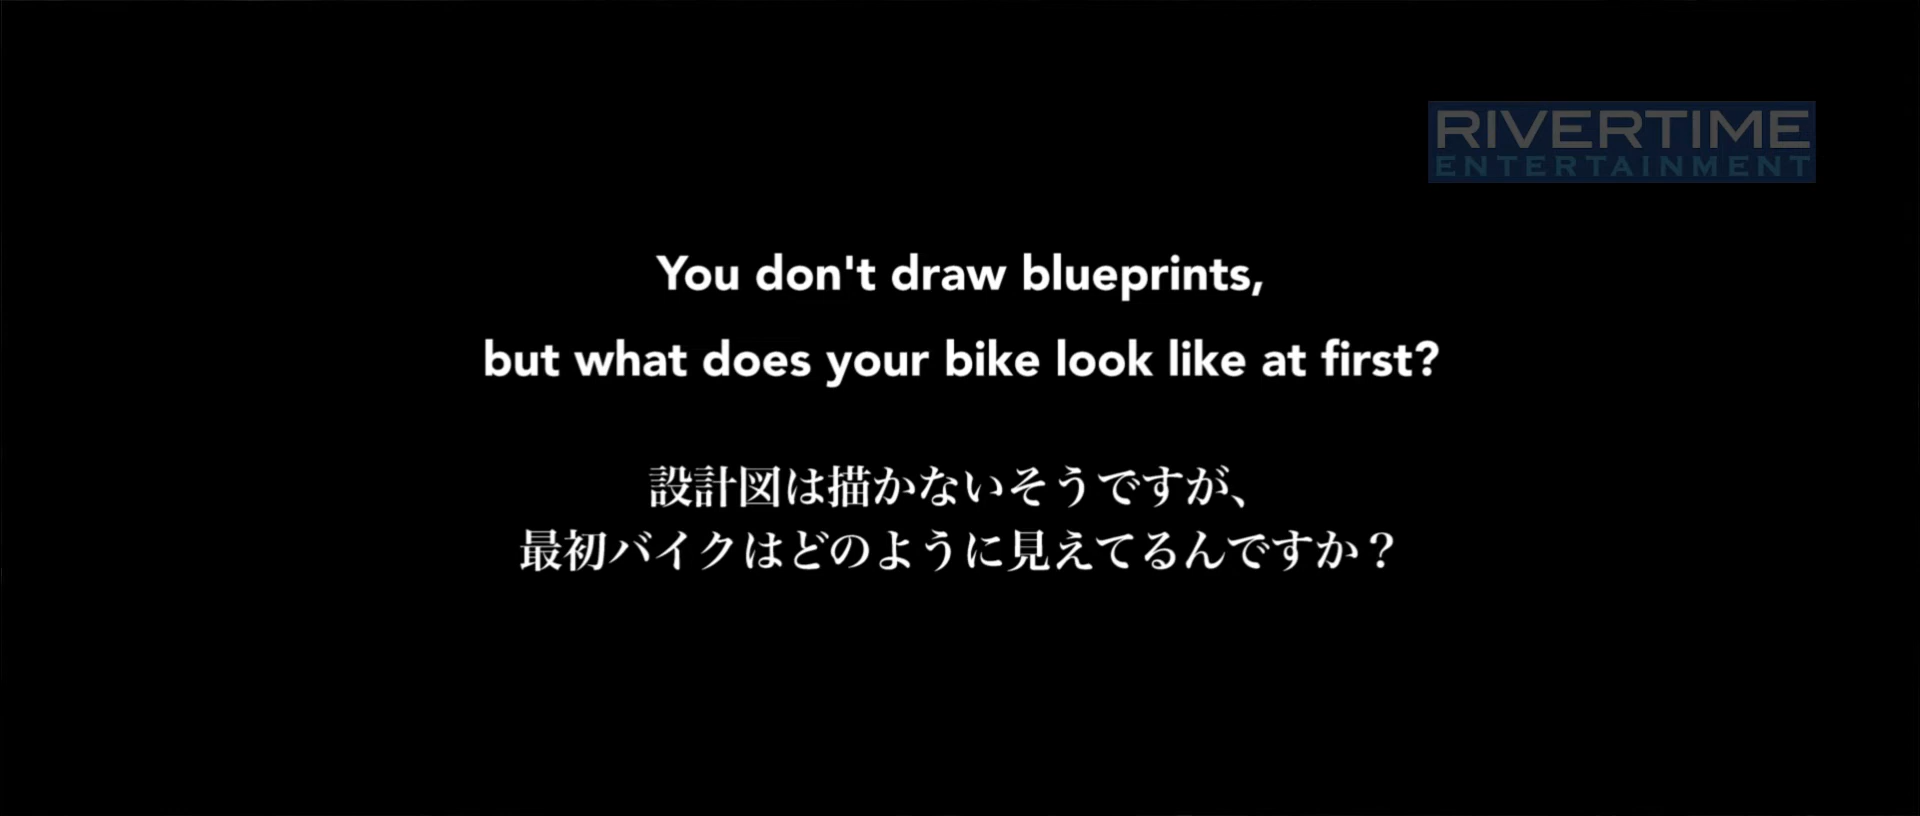 RIVERTIME
ENTERTAINMENT
You don't draw blueprints,
but what does your bike look like at first?
設計図は描かないそうですが、
最初バイクはどのように見えてるんですか？